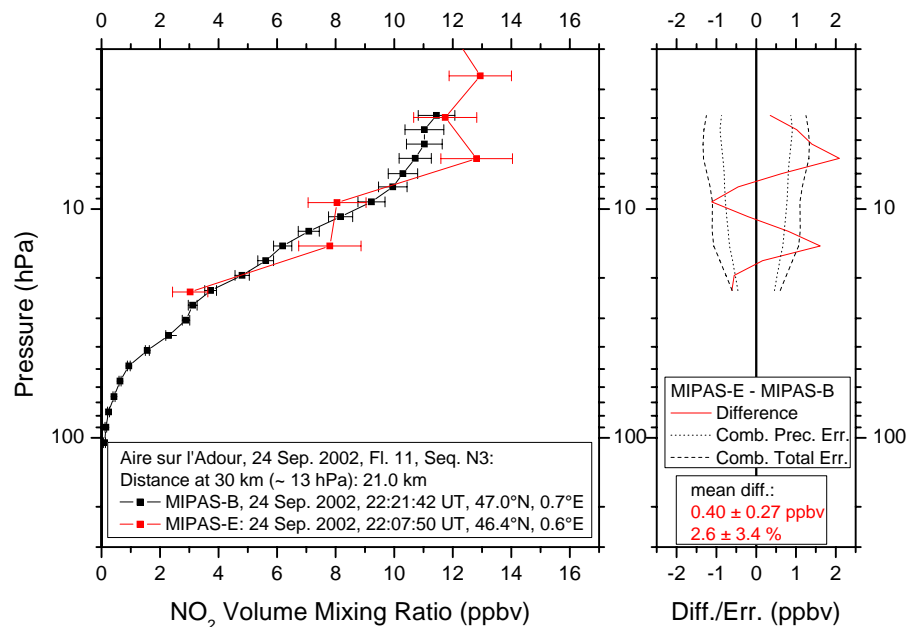 -2 -1 0 1 2
0 2 4 6 8 10 12 14 16
10
100
Pressure (hPa)
Aire sur l'Adour, 24 Sep. 2002, Fl. 11, Seq. N3:
Distance at 30 km (~ 13 hPa): 21.0 km
MIPAS-B, 24 Sep. 2002, 22:21:42 UT, 47.0°N, 0.7°E
MIPAS-E: 24 Sep. 2002, 22:07:50 UT, 46.4°N, 0.6°E
0 2 4 6 8 10 12 14 16
NO₂ Volume Mixing Ratio (ppbv)
10
100
MIPAS-E - MIPAS-B
Difference
Comb. Prec. Err.
Comb. Total Err.
mean diff.:
0.40 ± 0.27 ppbv
2.6 ± 3.4 %
-2 -1 0 1 2
Diff./Err. (ppbv)